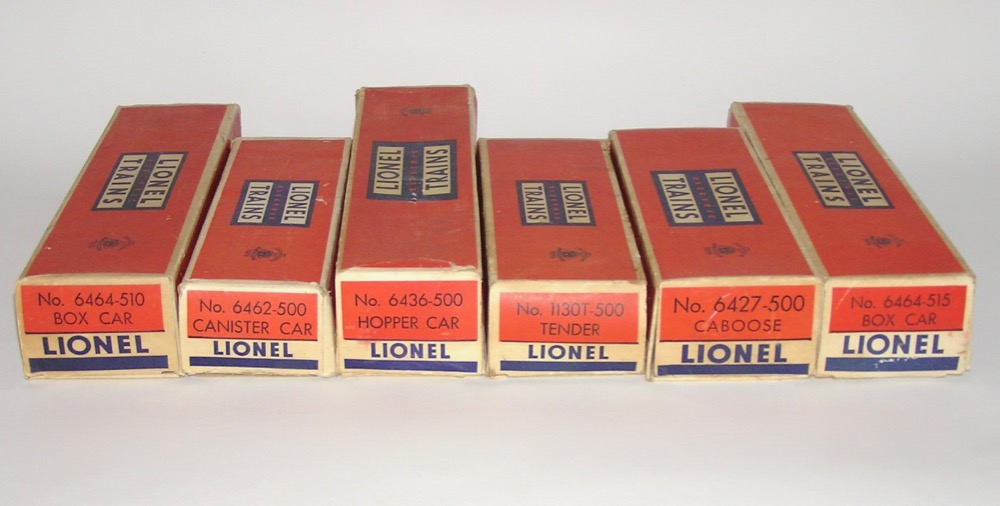 LIONEL
ELECTRIC
TRAINS
No. 6464-510
BOX CAR
LIONEL
LIONEL
ELECTRIC
TRAINS
No. 6462-500
CANISTER CAR
LIONEL
LIONEL
ELECTRIC
TRAINS
No. 6436-500
HOPPER CAR
LIONEL
LIONEL
ELECTRIC
TRAINS
No. 1130T-500
TENDER
LIONEL
LIONEL
ELECTRIC
TRAINS
No. 6427-500
CABOOSE
LIONEL
LIONEL
ELECTRIC
TRAINS
No. 6464-515
BOX CAR
LIONEL